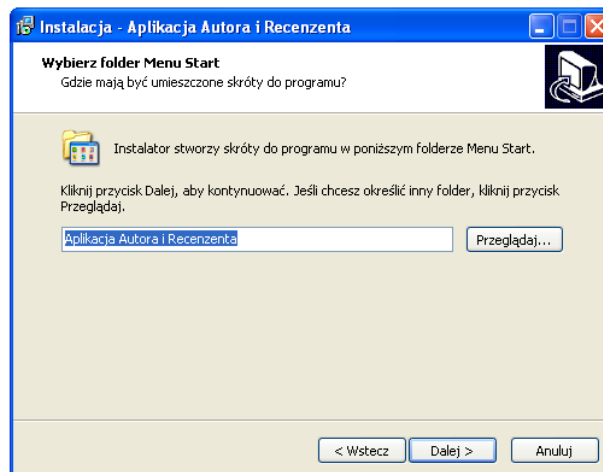 Instalacja - Aplikacja Autora i Recenzenta
Wybierz folder Menu Start
Gdzie mają być umieszczone skróty do programu?
Instalator stworzy skróty do programu w poniższym folderze Menu Start.
Kliknij przycisk Dalej, aby kontynuować. Jeśli chcesz określić inny folder, kliknij przycisk
Przeglądaj.
Aplikacja Autora i Recenzenta
Przeglądaj...
< Wstecz
Dalej >
Anuluj